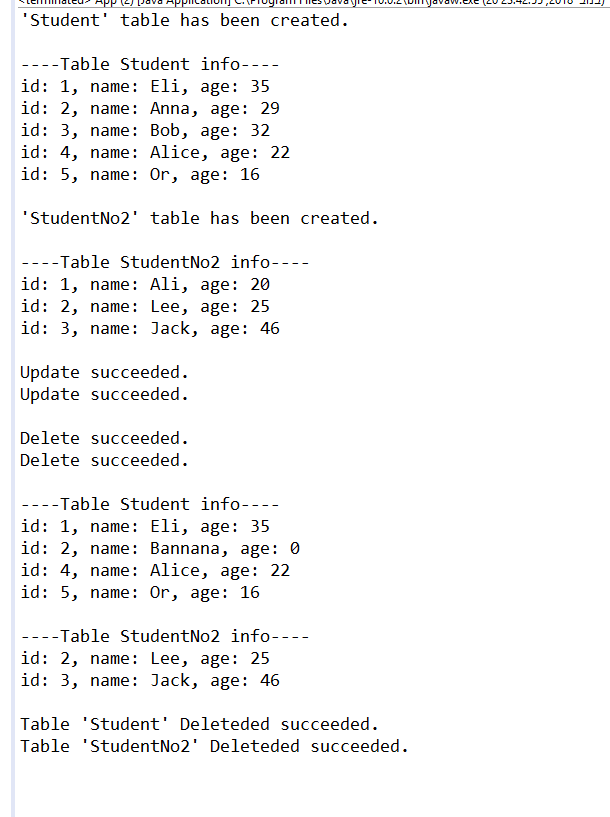 <terminated> App (2) [Java Application] C:\Program Files\Java\jre-10.0.2\bin\javaw.exe
'Student' table has been created.
----Table Student info----
id: 1, name: Eli, age: 35
id: 2, name: Anna, age: 29
id: 3, name: Bob, age: 32
id: 4, name: Alice, age: 22
id: 5, name: Or, age: 16
'StudentNo2' table has been created.
----Table StudentNo2 info----
id: 1, name: Ali, age: 20
id: 2, name: Lee, age: 25
id: 3, name: Jack, age: 46
Update succeeded.
Update succeeded.
Delete succeeded.
Delete succeeded.
----Table Student info----
id: 1, name: Eli, age: 35
id: 2, name: Bannana, age: 0
id: 4, name: Alice, age: 22
id: 5, name: Or, age: 16
----Table StudentNo2 info----
id: 2, name: Lee, age: 25
id: 3, name: Jack, age: 46
Table 'Student' Deleteded succeeded.
Table 'StudentNo2' Deleteded succeeded.